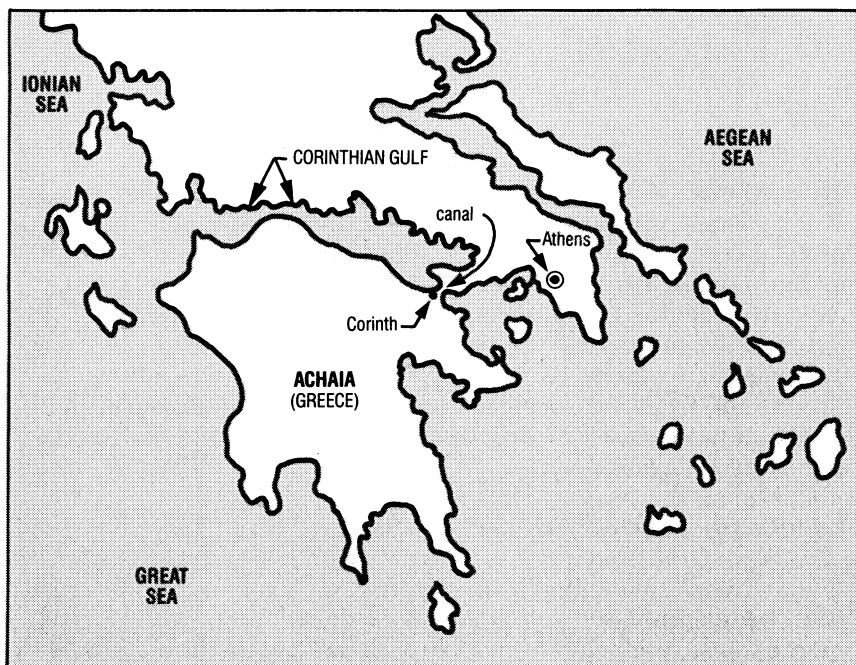 IONIAN
SEA
AEGEAN
SEA
CORINTHIAN GULF
canal
Athens
Corinth
ACHAIA
(GREECE)
GREAT
SEA